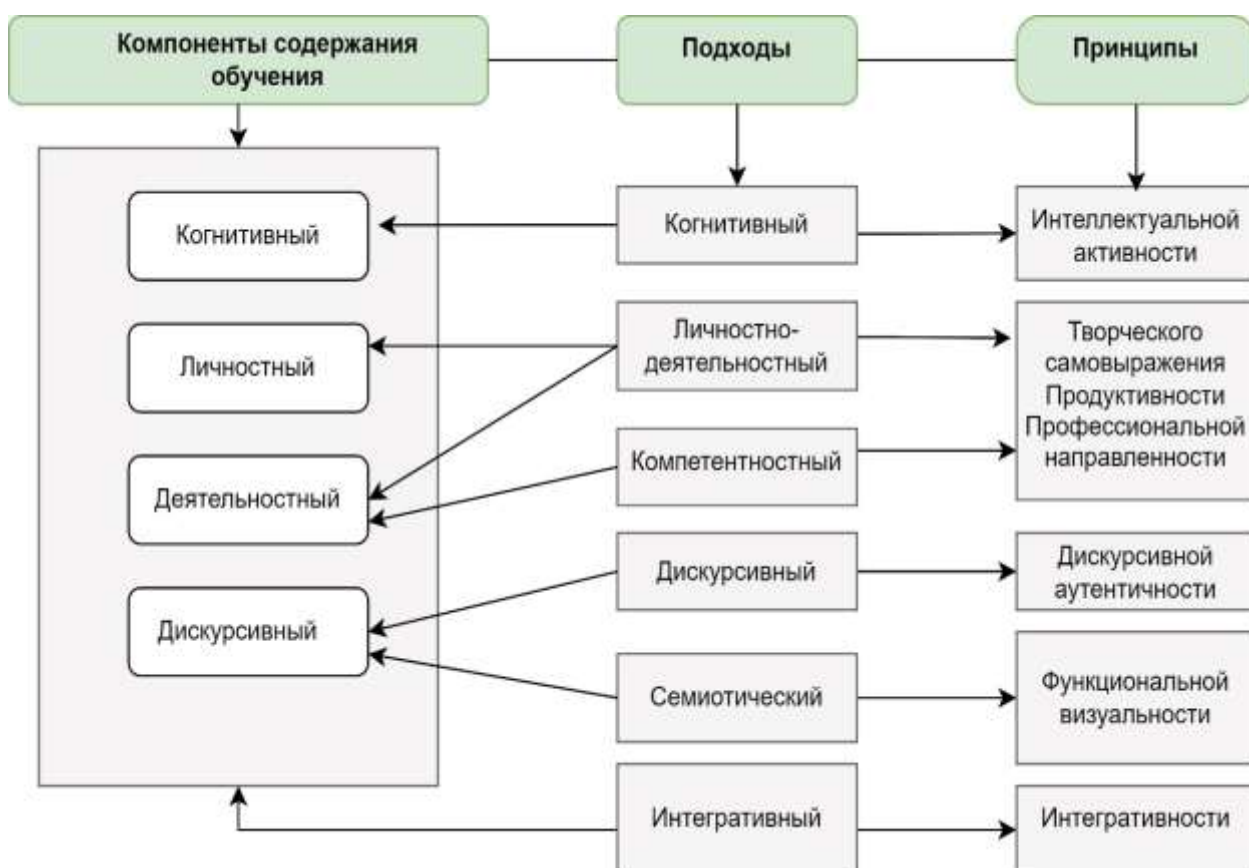 Компоненты содержания
обучения
Подходы
Принципы
Когнитивный
Личностный
Деятельностный
Дискурсивный
Когнитивный
Личностно-
деятельностный
Компетентностный
Дискурсивный
Семиотический
Интегративный
Интеллектуальной
активности
Творческого
самовыражения
Продуктивности
Профессиональной
направленности
Дискурсивной
аутентичности
Функциональной
визуальности
Интегративности